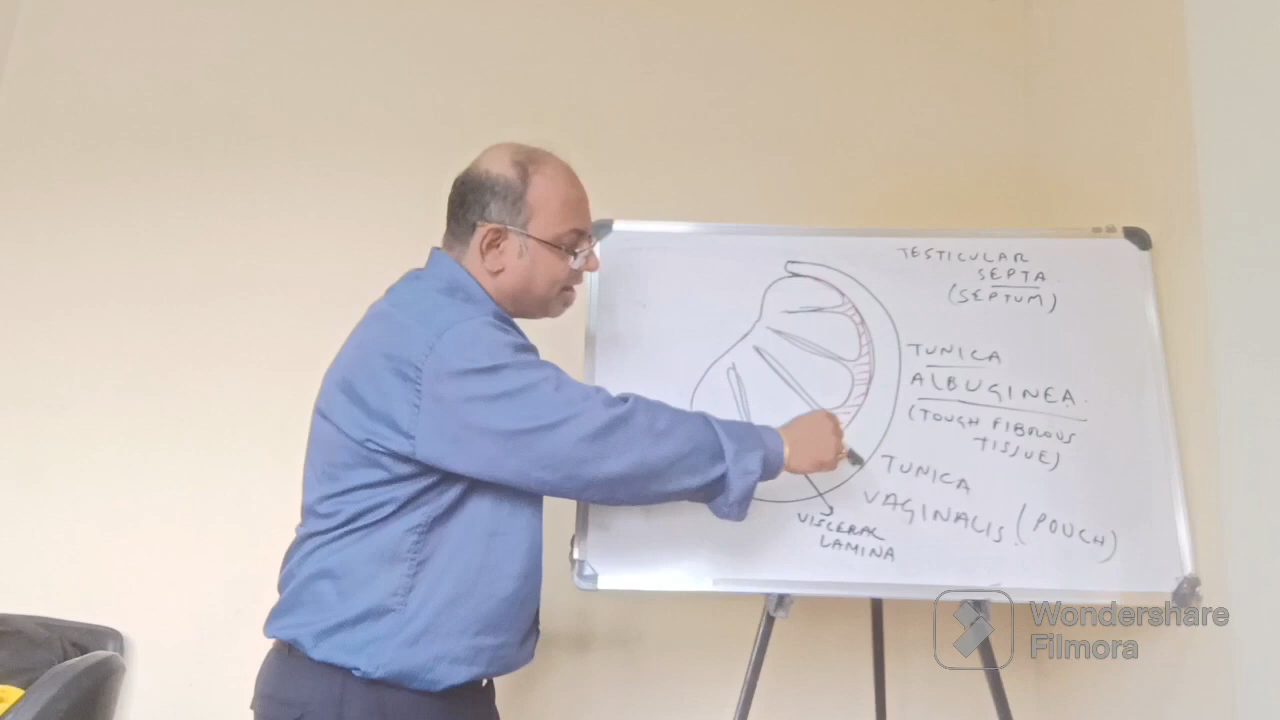 TESTICULAR
SEPTA
(SEPTUM)
TUNICA
ALBUGINEA.
(TOUGH FIBROUS
TISSUE)
TUNICA
VAGINALIS (POUCH)
VISCERAL
LAMINA
Wondershare
Filmora